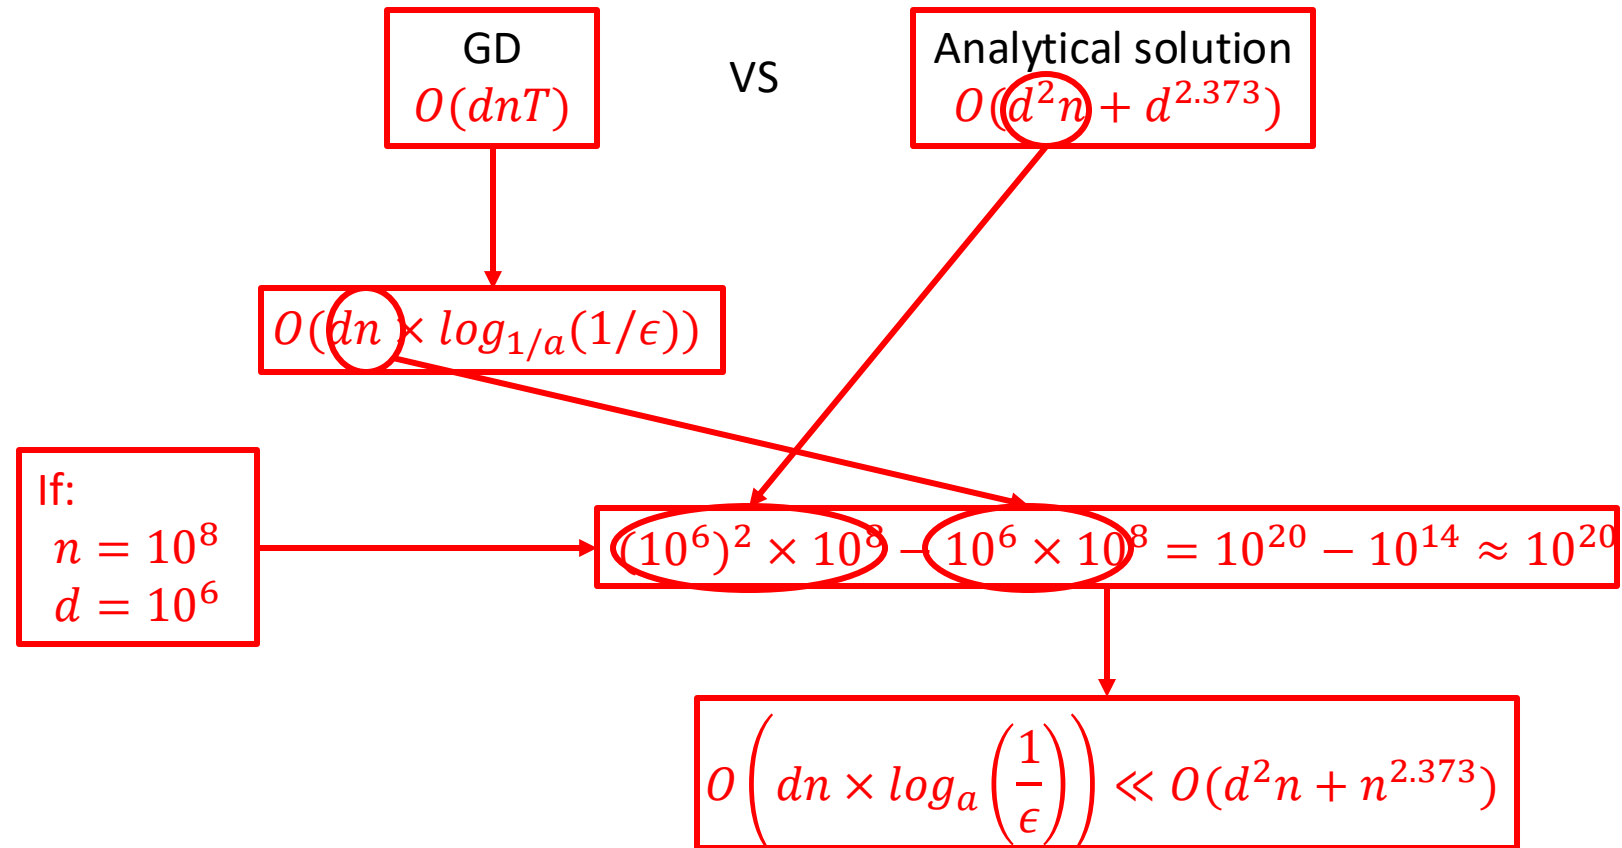 GD
O(dnT)
VS
Analytical solution
O(d²n + d^2.373)
O(dn × log_{1/a}(1/ϵ))
If:
n = 10⁸
d = 10⁶
(10⁶)² × 10⁸ − 10⁶ × 10⁸ = 10²⁰ − 10¹⁴ ≈ 10²⁰
O(dn × log_a(1/ϵ)) ≪ O(d²n + n^2.373)